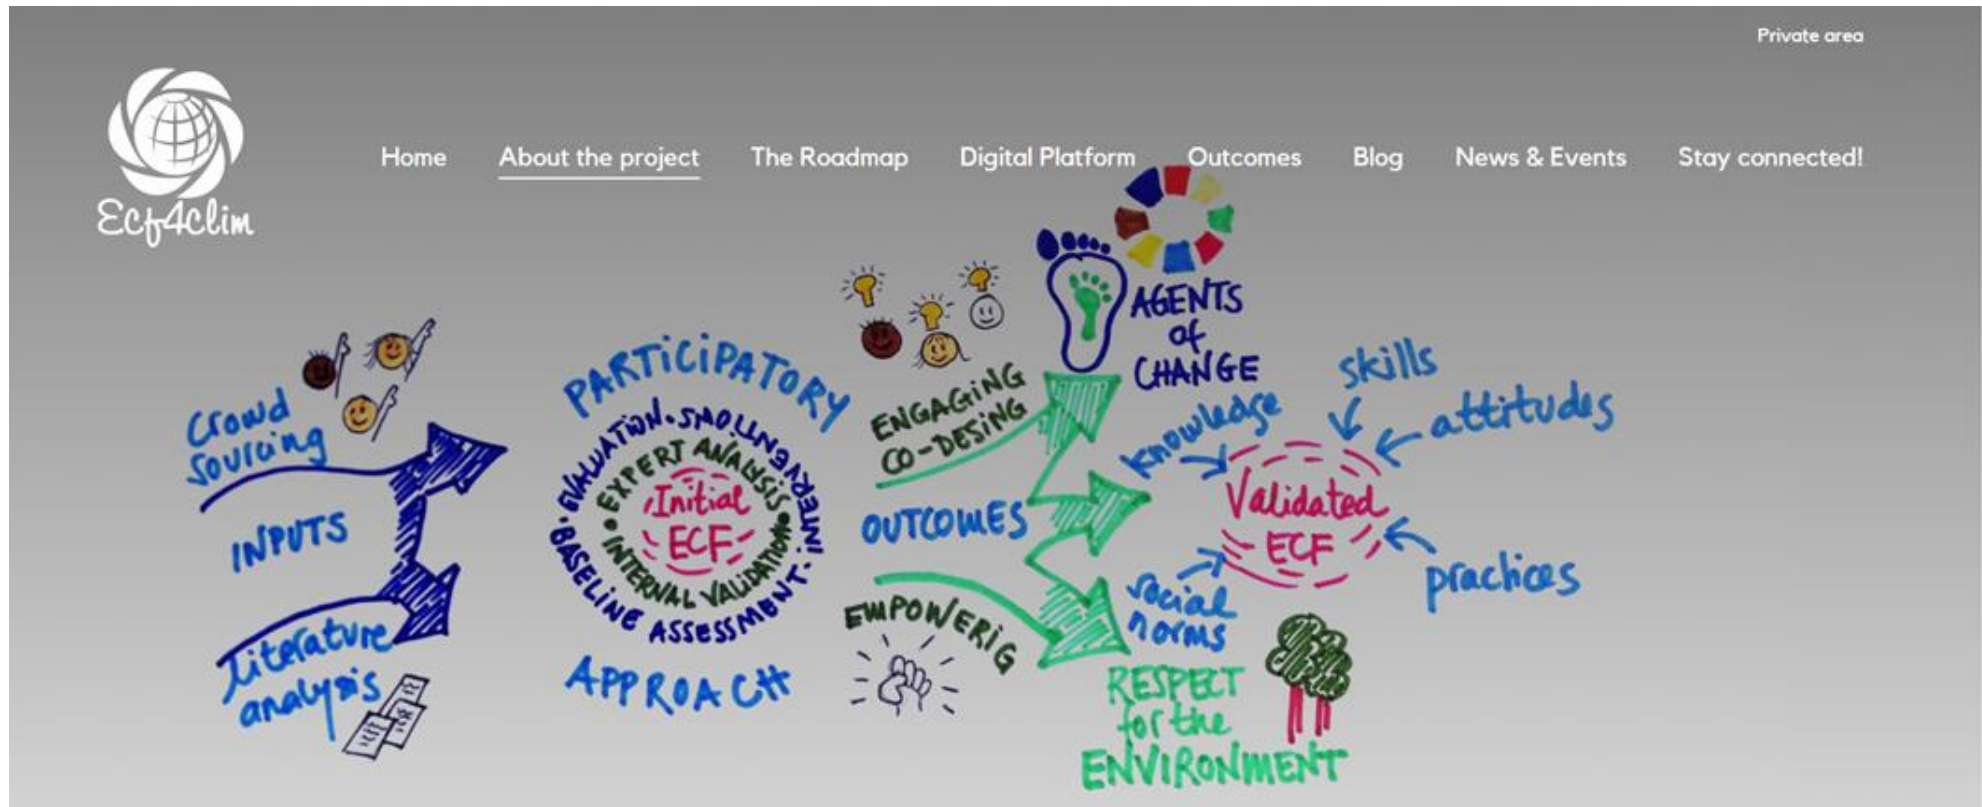 Private area
Ecf4clim
Home About the project The Roadmap Digital Platform Outcomes Blog News & Events Stay connected!
Crowd
sourcing
INPUTS
Literature
analysis
PARTICIPATORY
EVALUATION · INTERVENTIONS · BASELINE ASSESSMENT ·
EXPERT ANALYSIS • INTERNAL VALIDATION •
Initial
ECF
APPROACH
ENGAGING
CO-DESING
OUTCOMES
EMPOWERIG
AGENTS
of
CHANGE
knowledge
skills
attitudes
Validated
ECF
practices
social
norms
RESPECT
for the
ENVIRONMENT